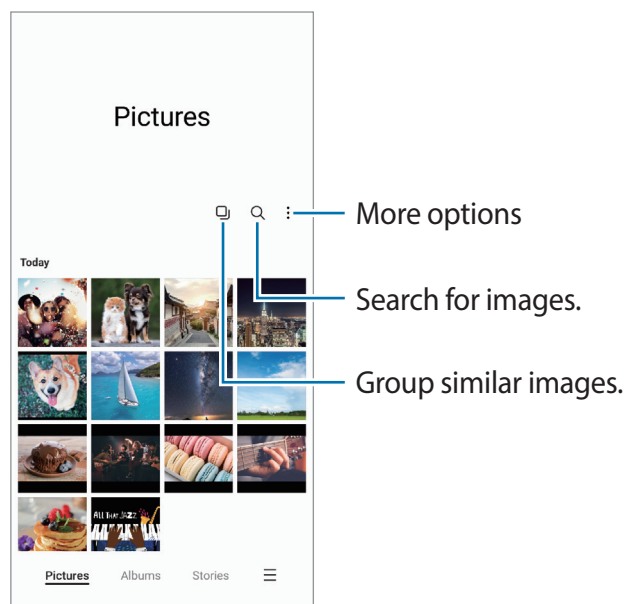 Pictures
More options
Today
Search for images.
Group similar images.
ALL THAT JAZZ
Pictures Albums Stories